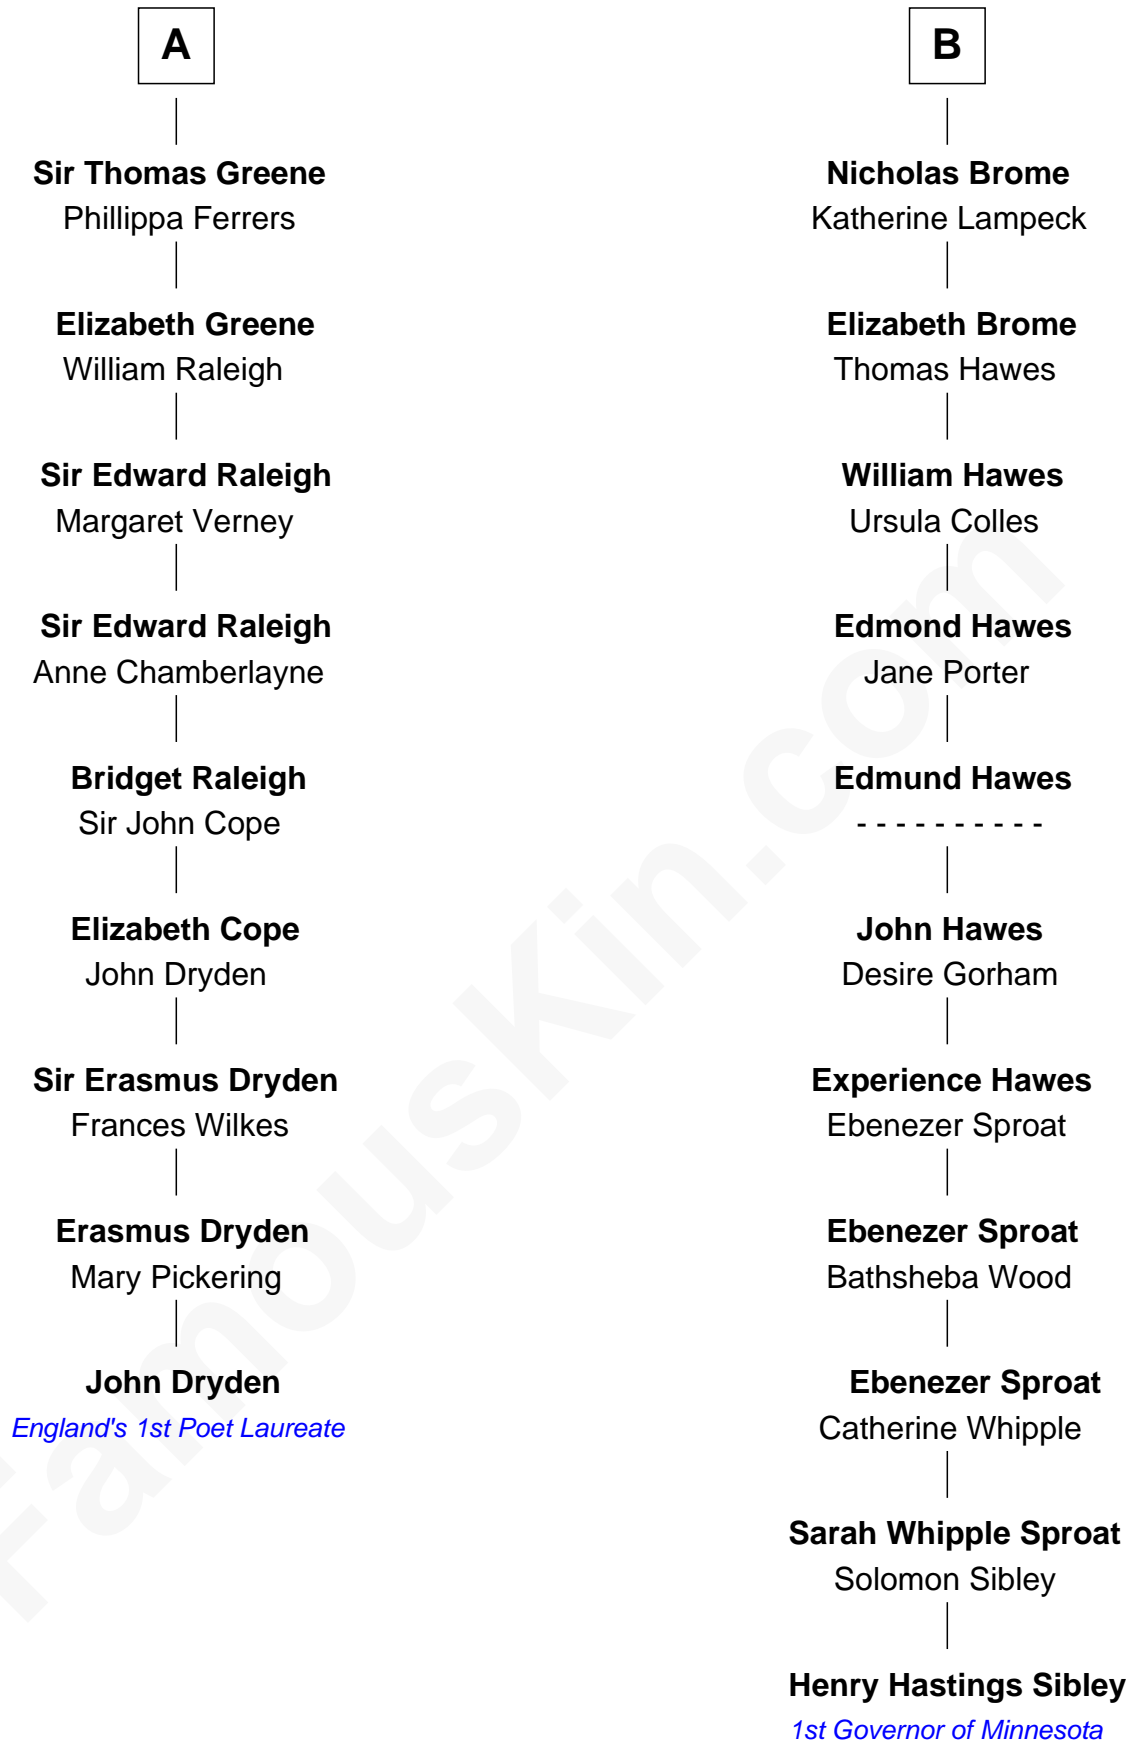 A
Sir Thomas Greene
Phillippa Ferrers
Elizabeth Greene
William Raleigh
Sir Edward Raleigh
Margaret Verney
Sir Edward Raleigh
Anne Chamberlayne
Bridget Raleigh
Sir John Cope
Elizabeth Cope
John Dryden
Sir Erasmus Dryden
Frances Wilkes
Erasmus Dryden
Mary Pickering
John Dryden
England's 1st Poet Laureate
B
Nicholas Brome
Katherine Lampeck
Elizabeth Brome
Thomas Hawes
William Hawes
Ursula Colles
Edmond Hawes
Jane Porter
Edmund Hawes
- - - - - - - - - -
John Hawes
Desire Gorham
Experience Hawes
Ebenezer Sproat
Ebenezer Sproat
Bathsheba Wood
Ebenezer Sproat
Catherine Whipple
Sarah Whipple Sproat
Solomon Sibley
Henry Hastings Sibley
1st Governor of Minnesota
FamousKin.com